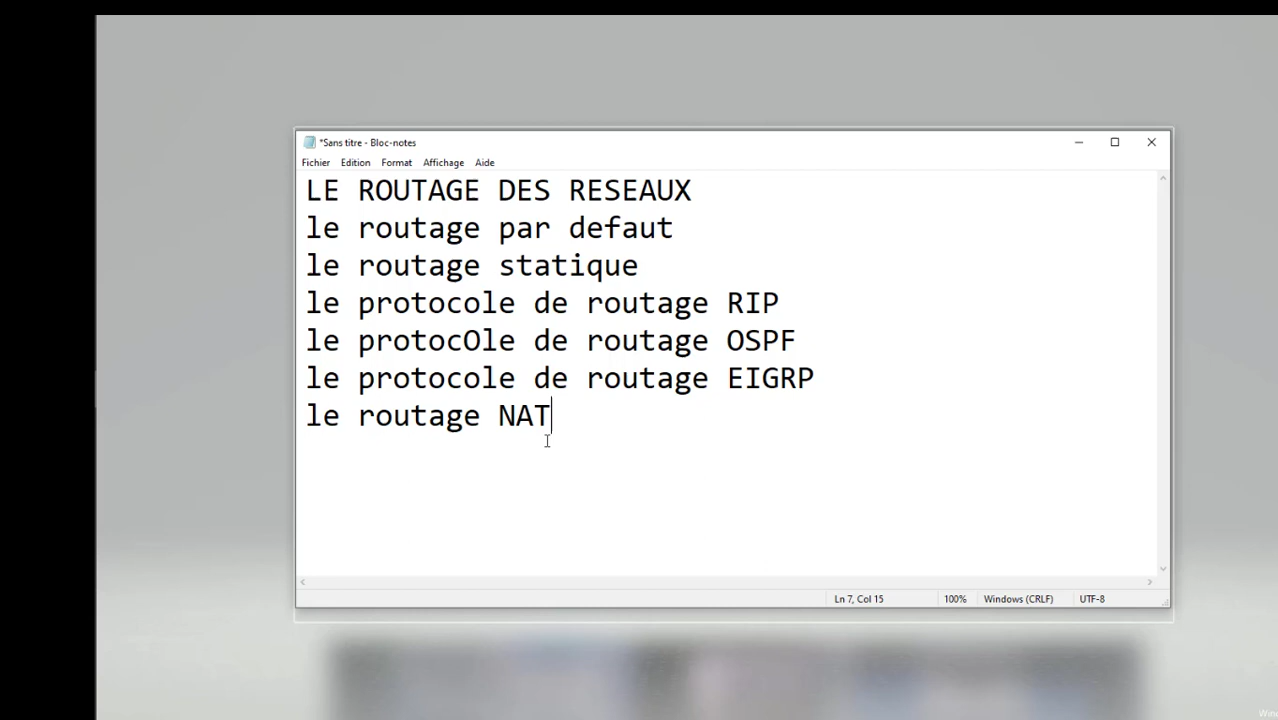 *Sans titre - Bloc-notes
Fichier Edition Format Affichage Aide
LE ROUTAGE DES RESEAUX
le routage par defaut
le routage statique
le protocole de routage RIP
le protocOle de routage OSPF
le protocole de routage EIGRP
le routage NAT
Ln 7, Col 15 100% Windows (CRLF) UTF-8